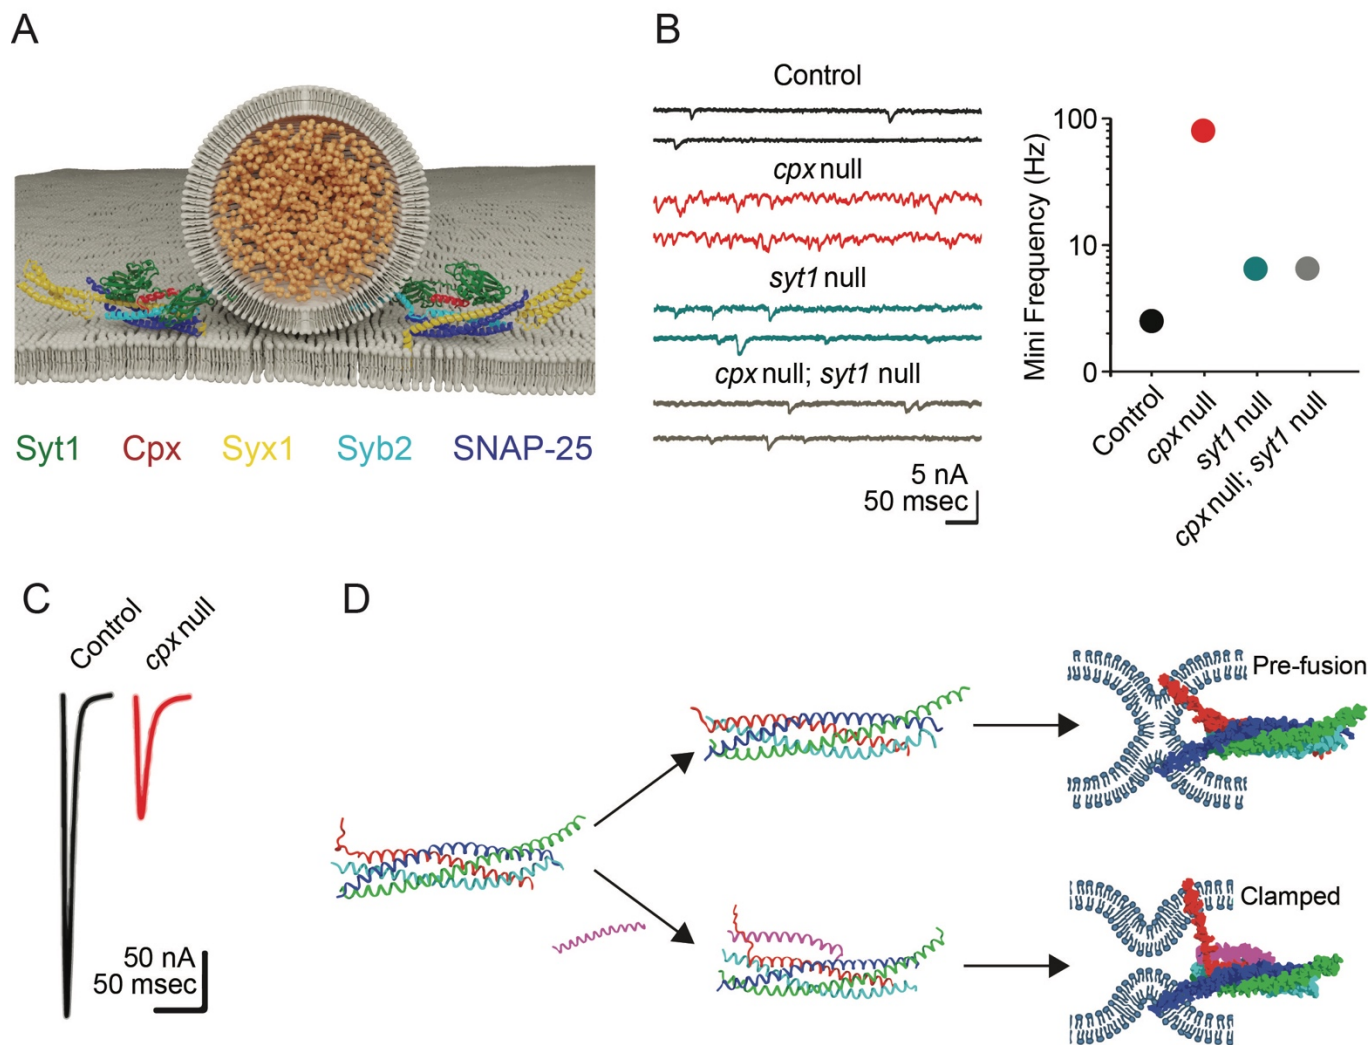 A
Syt1 Cpx Syx1 Syb2 SNAP-25
B
Control
cpx null
syt1 null
cpx null; syt1 null
5 nA
50 msec
Mini Frequency (Hz)
100
10
0
Control
cpx null
syt1 null
cpx null; syt1 null
C
Control
cpx null
50 nA
50 msec
D
Pre-fusion
Clamped